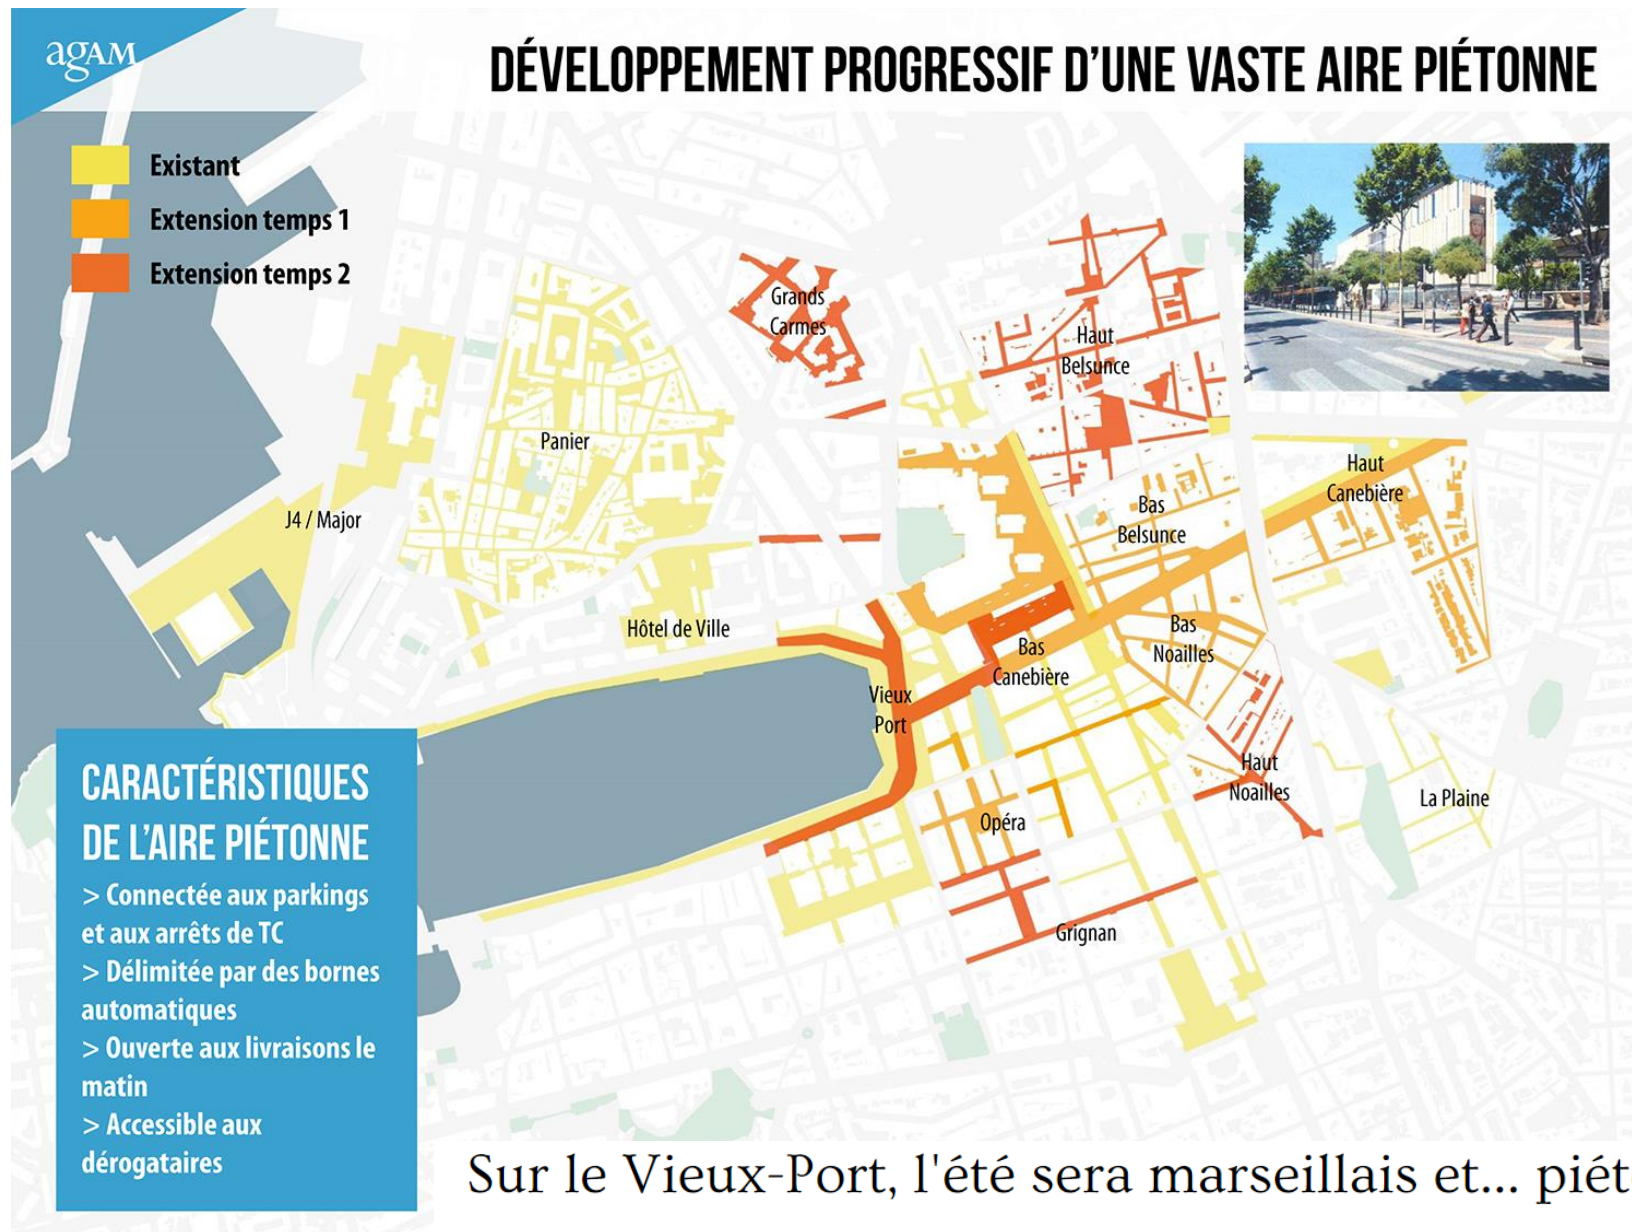 agAM
DÉVELOPPEMENT PROGRESSIF D'UNE VASTE AIRE PIÉTONNE
Existant
Extension temps 1
Extension temps 2
Grands
Carmes
Haut
Belsunce
Panier
J4 / Major
Haut
Canebière
Bas
Belsunce
Hôtel de Ville
Bas
Canebière
Bas
Noailles
Vieux
Port
Haut
Noailles
La Plaine
Opéra
Grignan
CARACTÉRISTIQUES
DE L'AIRE PIÉTONNE
> Connectée aux parkings
et aux arrêts de TC
> Délimitée par des bornes
automatiques
> Ouverte aux livraisons le
matin
> Accessible aux
dérogataires
Sur le Vieux-Port, l'été sera marseillais et... piét